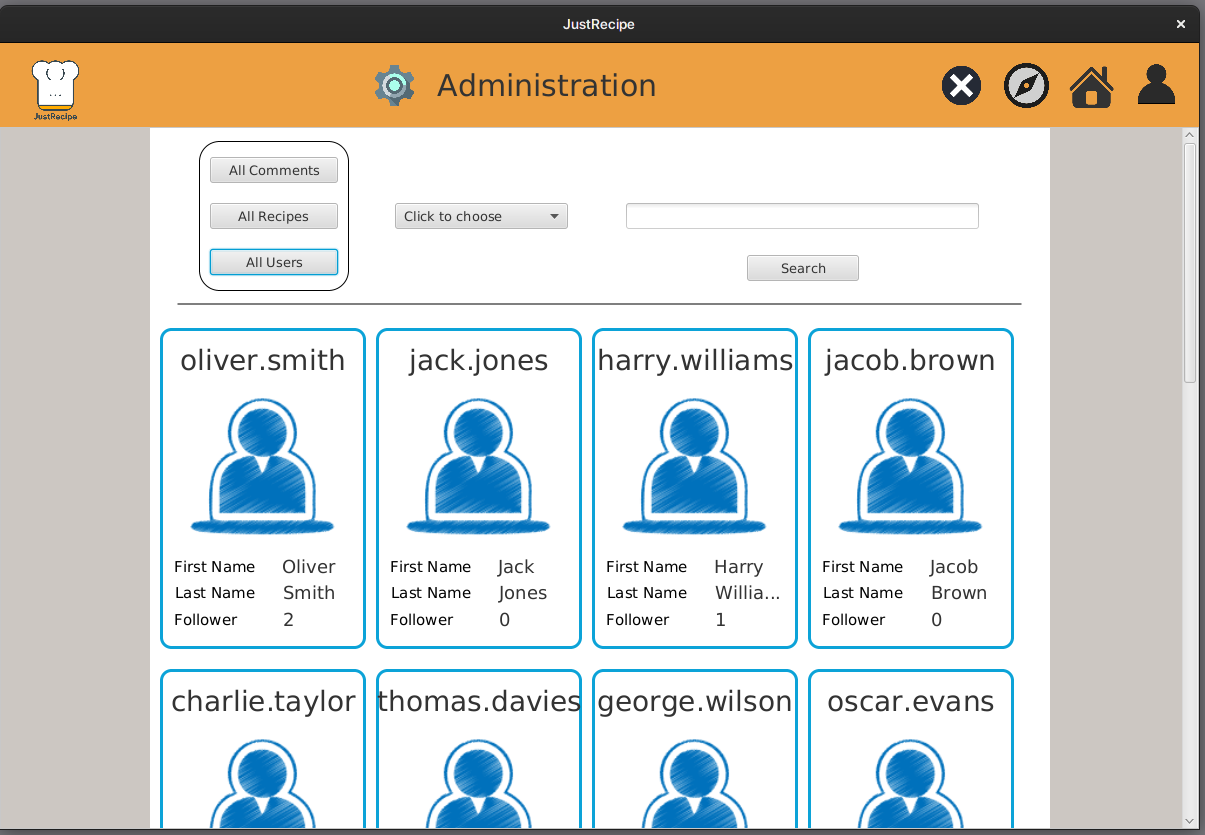 JustRecipe
( )
...
JustRecipe
Administration
All Comments
All Recipes
Click to choose
All Users
Search
oliver.smith jack.jones harry.williams jacob.brown
First Name Oliver First Name Jack First Name Harry First Name Jacob
Last Name Smith Last Name Jones Last Name Willia... Last Name Brown
Follower 2 Follower 0 Follower 1 Follower 0
charlie.taylor thomas.davies george.wilson oscar.evans